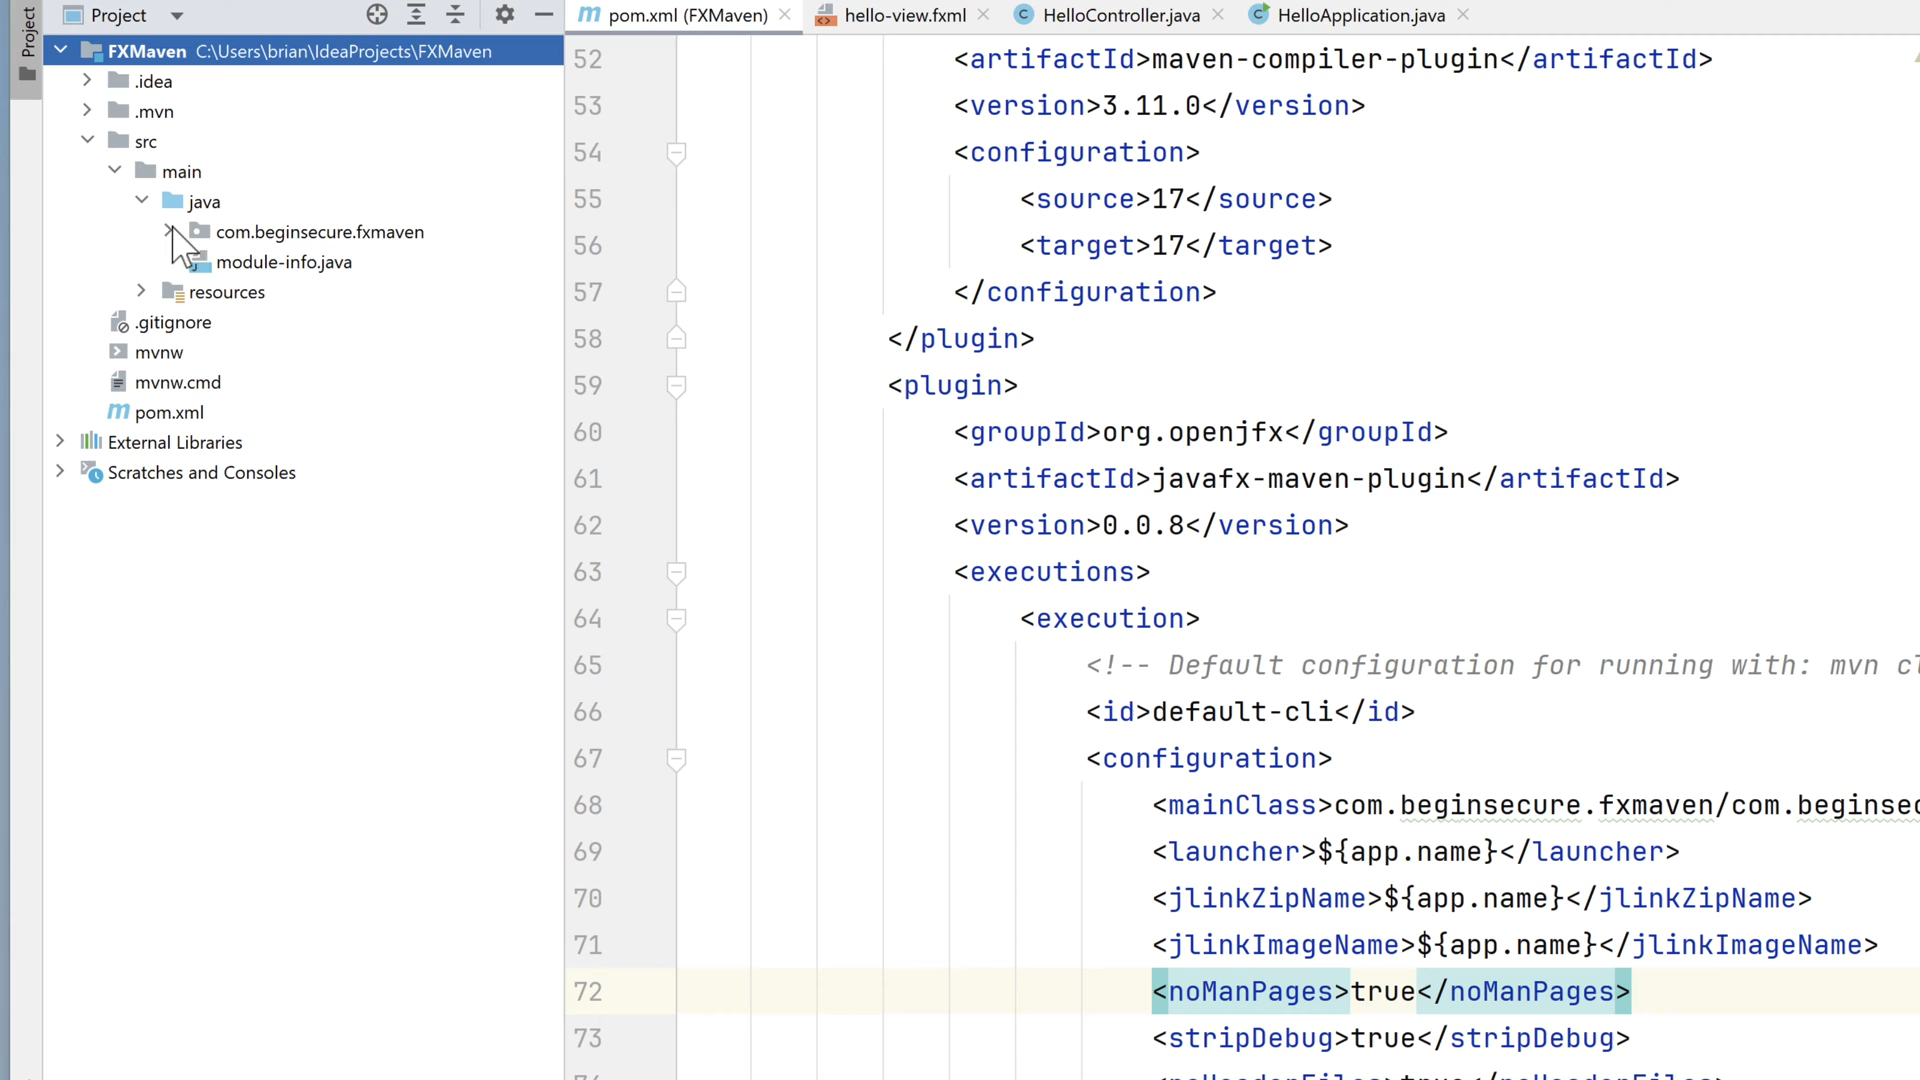 Project
Project
pom.xml (FXMaven)
hello-view.fxml
HelloController.java
HelloApplication.java
FXMaven C:\Users\brian\IdeaProjects\FXMaven
.idea
.mvn
src
main
java
com.beginsecure.fxmaven
module-info.java
resources
.gitignore
mvnw
mvnw.cmd
pom.xml
External Libraries
Scratches and Consoles
52 <artifactId>maven-compiler-plugin</artifactId>
53 <version>3.11.0</version>
54 <configuration>
55 <source>17</source>
56 <target>17</target>
57 </configuration>
58 </plugin>
59 <plugin>
60 <groupId>org.openjfx</groupId>
61 <artifactId>javafx-maven-plugin</artifactId>
62 <version>0.0.8</version>
63 <executions>
64 <execution>
65 <!-- Default configuration for running with: mvn cl
66 <id>default-cli</id>
67 <configuration>
68 <mainClass>com.beginsecure.fxmaven/com.beginsec
69 <launcher>${app.name}</launcher>
70 <jlinkZipName>${app.name}</jlinkZipName>
71 <jlinkImageName>${app.name}</jlinkImageName>
72 <noManPages>true</noManPages>
73 <stripDebug>true</stripDebug>